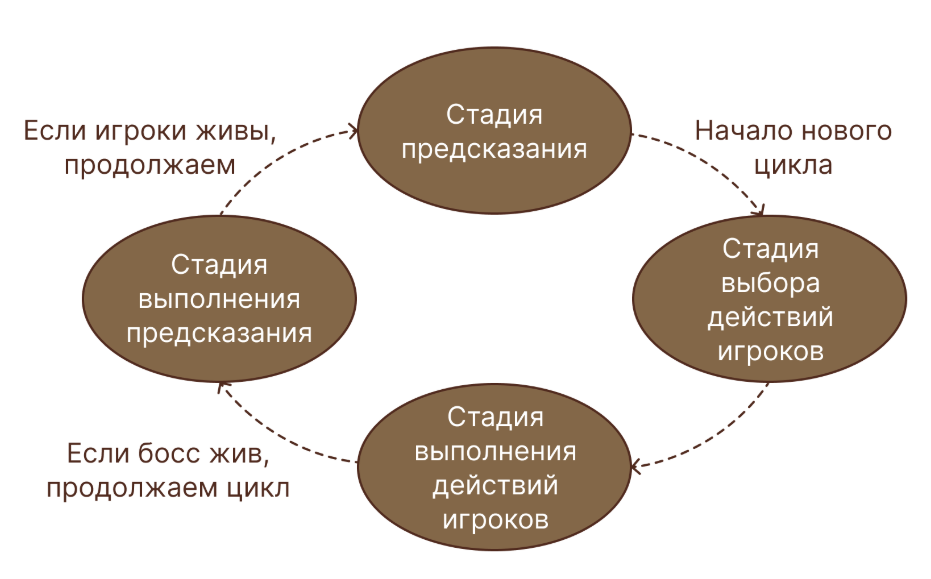 Стадия
предсказания
Если игроки живы,
продолжаем
Начало нового
цикла
Стадия
выполнения
предсказания
Стадия
выбора
действий
игроков
Стадия
выполнения
действий
игроков
Если босс жив,
продолжаем цикл